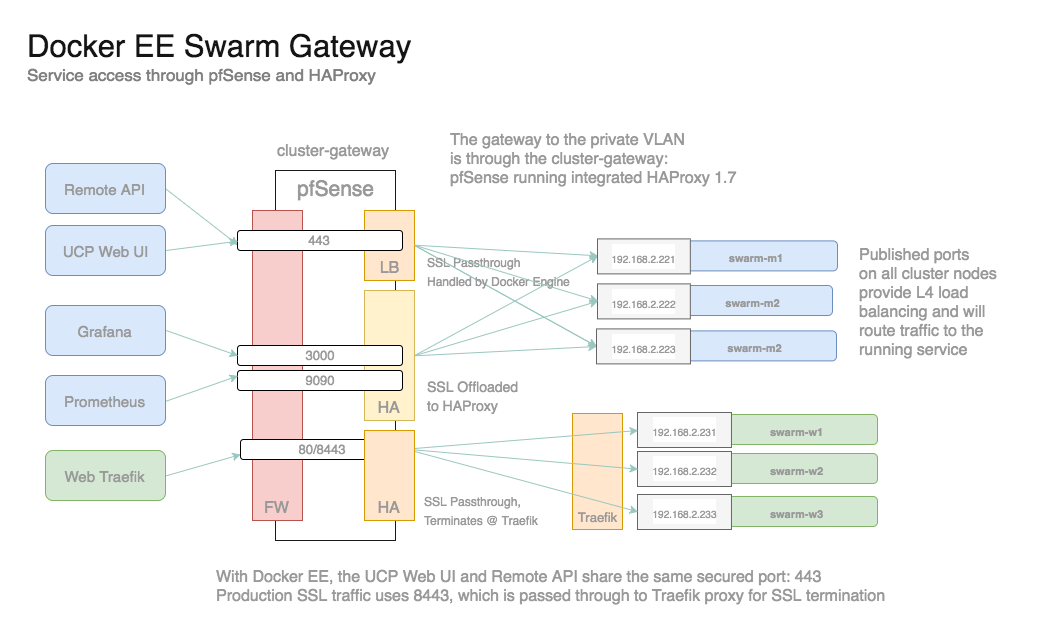 Docker EE Swarm Gateway
Service access through pfSense and HAProxy
cluster-gateway
pfSense
The gateway to the private VLAN
is through the cluster-gateway:
pfSense running integrated HAProxy 1.7
Remote API
UCP Web UI
Grafana
Prometheus
Web Traefik
443
LB
3000
9090
HA
80/8443
FW
HA
SSL Passthrough
Handled by Docker Engine
SSL Offloaded
to HAProxy
SSL Passthrough,
Terminates @ Traefik
192.168.2.221
swarm-m1
192.168.2.222
swarm-m2
192.168.2.223
swarm-m2
Published ports
on all cluster nodes
provide L4 load
balancing and will
route traffic to the
running service
Traefik
192.168.2.231
swarm-w1
192.168.2.232
swarm-w2
192.168.2.233
swarm-w3
With Docker EE, the UCP Web UI and Remote API share the same secured port: 443
Production SSL traffic uses 8443, which is passed through to Traefik proxy for SSL termination